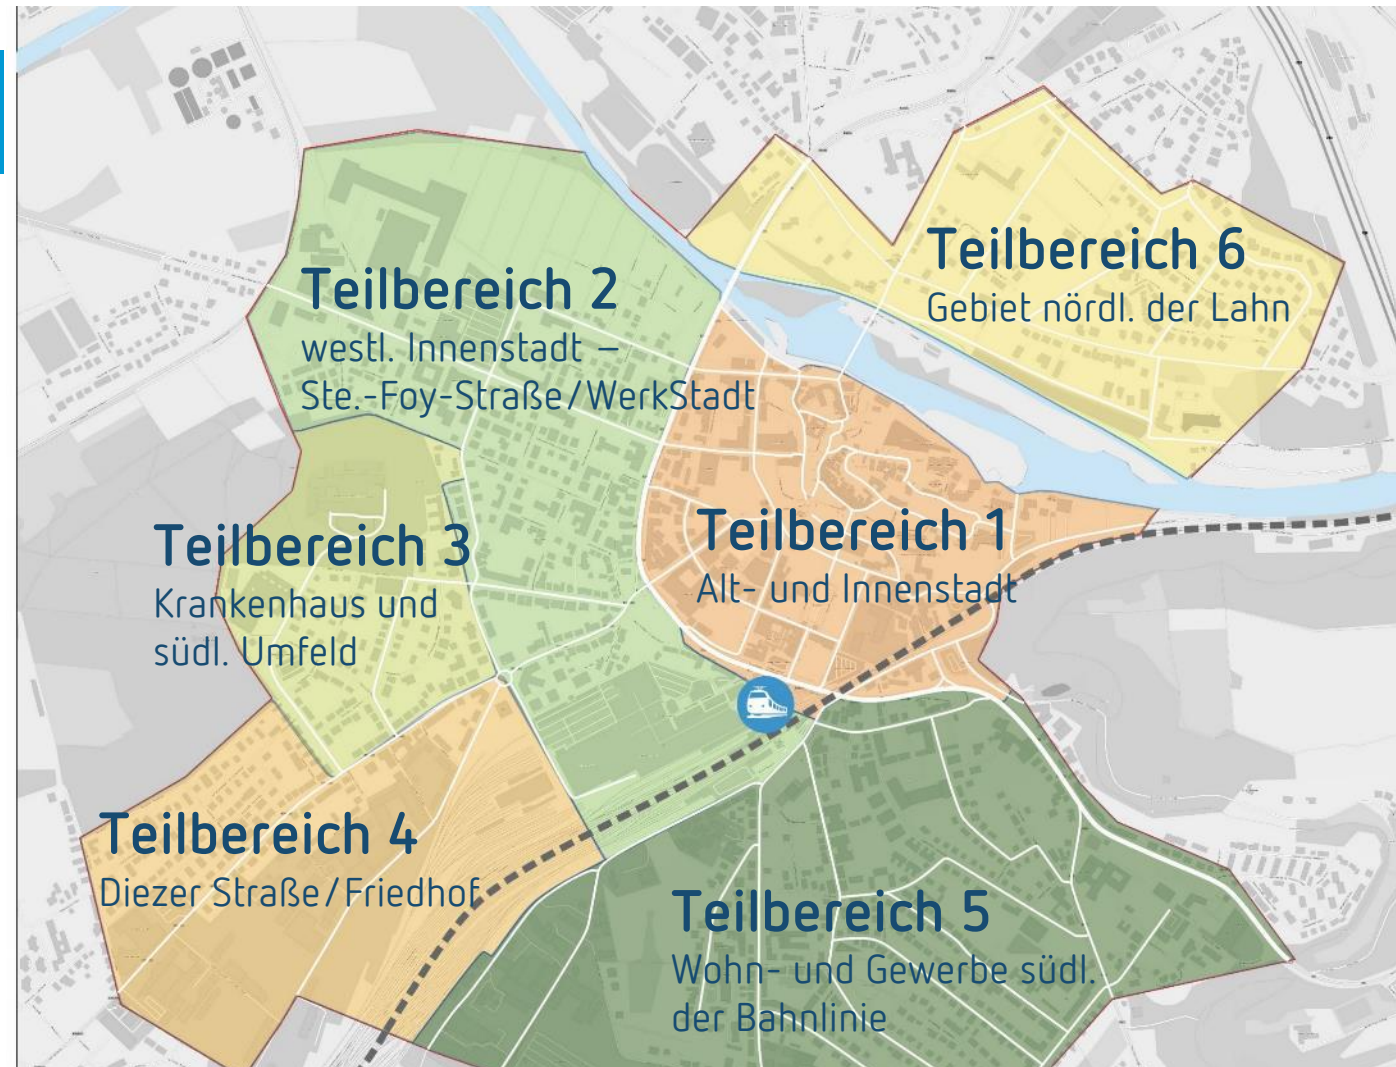 Teilbereich 6
Gebiet nördl. der Lahn
Teilbereich 2
westl. Innenstadt –
Ste.-Foy-Straße/WerkStadt
Teilbereich 1
Alt- und Innenstadt
Teilbereich 3
Krankenhaus und
südl. Umfeld
Teilbereich 4
Diezer Straße/Friedhof
Teilbereich 5
Wohn- und Gewerbe südl.
der Bahnlinie